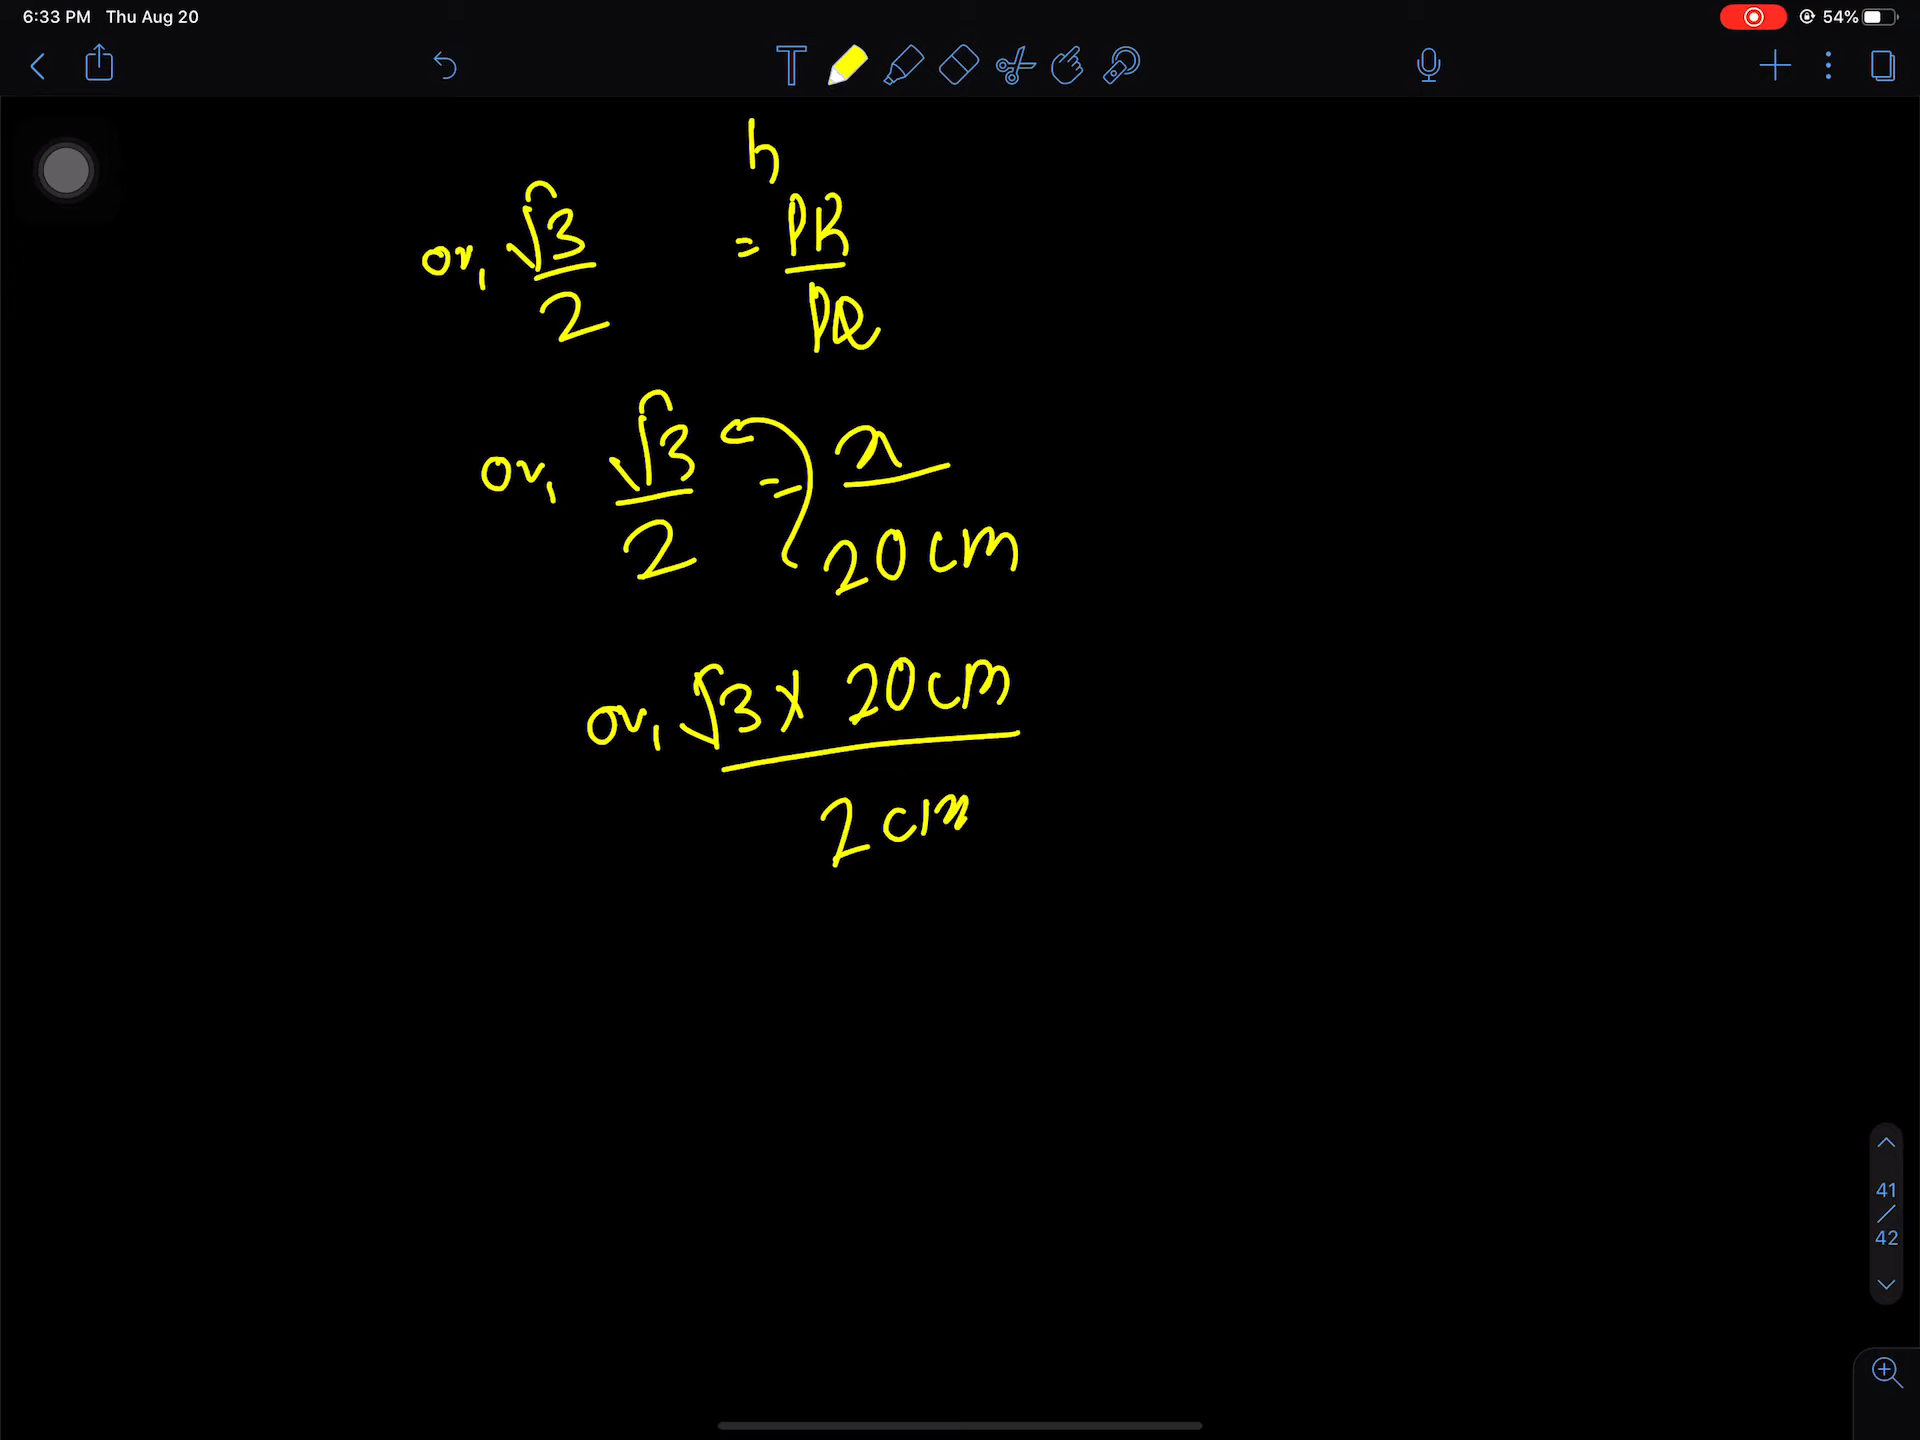 6:33 PM Thu Aug 20
54%
T
h
or, √3/2 = PR/PQ
or, √3/2 = x/20cm
or, √3 x 20cm
2cm
41
/
42